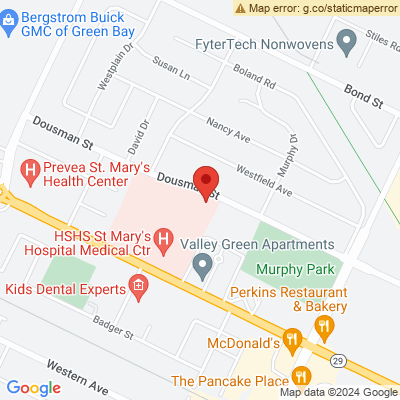 Map error: g.co/staticmaperror
Bergstrom Buick
GMC of Green Bay
FyterTech Nonwovens
Stiles Rd
Westplain Dr
Susan Ln
Boland Rd
Bond St
Dousman St
David Dr
Nancy Ave
Murphy Dr
Westfield Ave
Prevea St. Mary's
Health Center
Dousman St
HSHS St Mary's
Hospital Medical Ctr
Valley Green Apartments
Murphy Park
Kids Dental Experts
Perkins Restaurant
& Bakery
Badger St
McDonald's
29
Western Ave
The Pancake Place
Google
Map data ©2024 Google